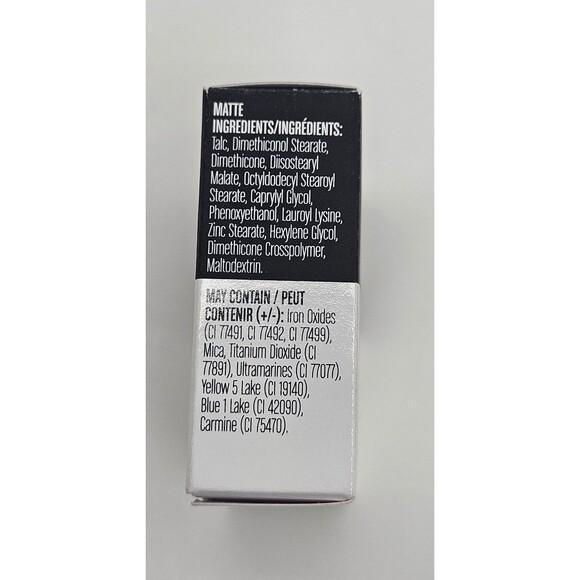 MATTE
INGREDIENTS/INGRÉDIENTS:
Talc, Dimethiconol Stearate,
Dimethicone, Diisostearyl
Malate, Octyldodecyl Stearoyl
Stearate, Caprylyl Glycol,
Phenoxyethanol, Lauroyl Lysine,
Zinc Stearate, Hexylene Glycol,
Dimethicone Crosspolymer,
Maltodextrin.
MAY CONTAIN / PEUT
CONTENIR (+/-): Iron Oxides
(CI 77491, CI 77492, CI 77499),
Mica, Titanium Dioxide (CI
77891), Ultramarines (CI 77077),
Yellow 5 Lake (CI 19140),
Blue 1 Lake (CI 42090),
Carmine (CI 75470).